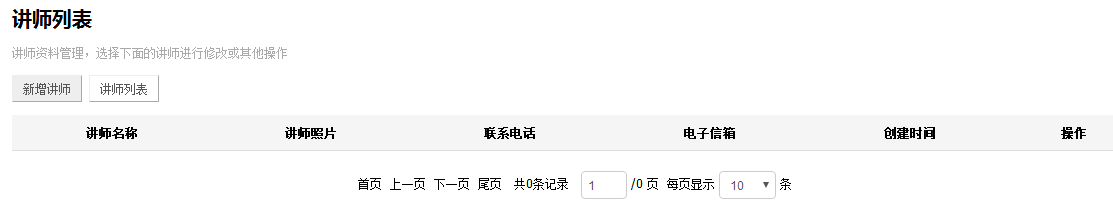 讲师列表
讲师资料管理，选择下面的讲师进行修改或其他操作
新增讲师 讲师列表
讲师名称 讲师照片 联系电话 电子信箱 创建时间 操作
首页 上一页 下一页 尾页 共0条记录 1 /0 页 每页显示 10 条